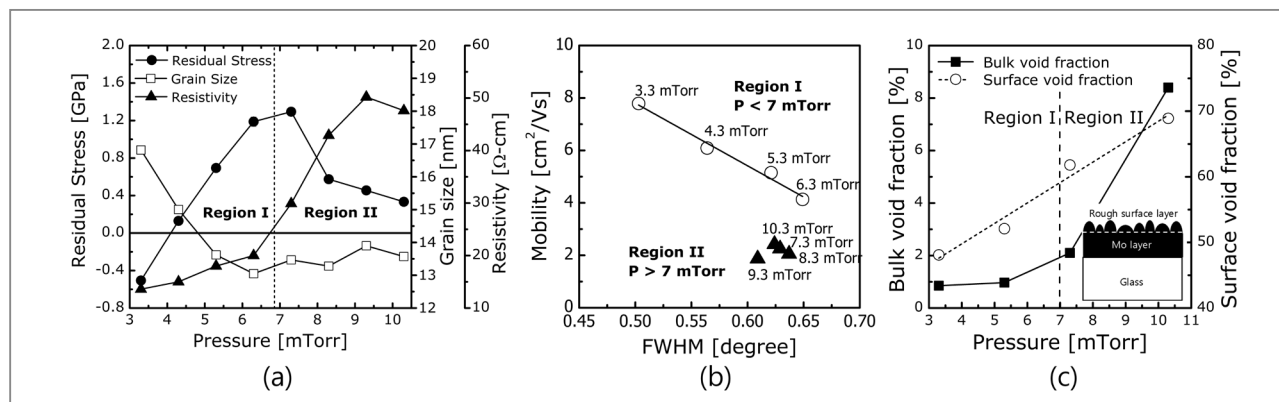 2.0
1.6
1.2
0.8
0.4
0.0
-0.4
-0.8
Residual Stress [GPa]
Residual Stress
Grain Size
Resistivity
Region I
Region II
3 4 5 6 7 8 9 10
Pressure [mTorr]
20
19
18
17
16
15
14
13
12
Grain size [nm]
60
50
40
30
20
10
Resistivity [Ω-cm]
(a)
10
8
6
4
2
0
Mobility [cm²/Vs]
3.3 mTorr
Region I
P < 7 mTorr
4.3 mTorr
5.3 mTorr
6.3 mTorr
10.3 mTorr
Region II
P > 7 mTorr
7.3 mTorr
8.3 mTorr
9.3 mTorr
0.45 0.50 0.55 0.60 0.65 0.70
FWHM [degree]
(b)
10
8
6
4
2
0
Bulk void fraction [%]
Bulk void fraction
Surface void fraction
Region I
Region II
Rough surface layer
Mo layer
Glass
3 4 5 6 7 8 9 10 11
Pressure [mTorr]
80
70
60
50
40
Surface void fraction [%]
(c)